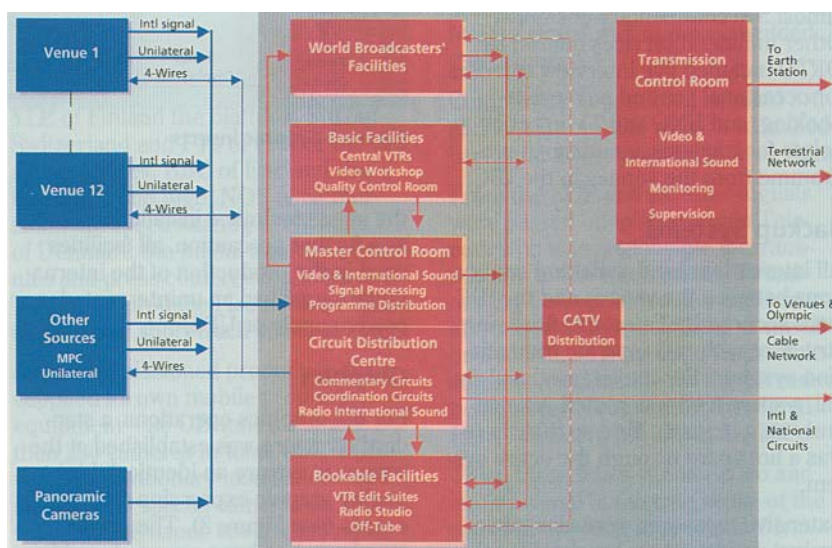 Venue 1
Intl signal
Unilateral
4-Wires
Venue 12
Intl signal
Unilateral
4-Wires
Other
Sources
MPC
Unilateral
Intl signal
Unilateral
4-Wires
Panoramic
Cameras
World Broadcasters'
Facilities
Basic Facilities
Central VTRs
Video Workshop
Quality Control Room
Master Control Room
Video & International Sound
Signal Processing
Programme Distribution
Circuit Distribution
Centre
Commentary Circuits
Coordination Circuits
Radio International Sound
Bookable Facilities
VTR Edit Suites
Radio Studio
Off-Tube
CATV
Distribution
Transmission
Control Room
Video &
International Sound
Monitoring
Supervision
To
Earth
Station
Terrestrial
Network
To Venues &
Olympic
Cable
Network
Intl &
National
Circuits